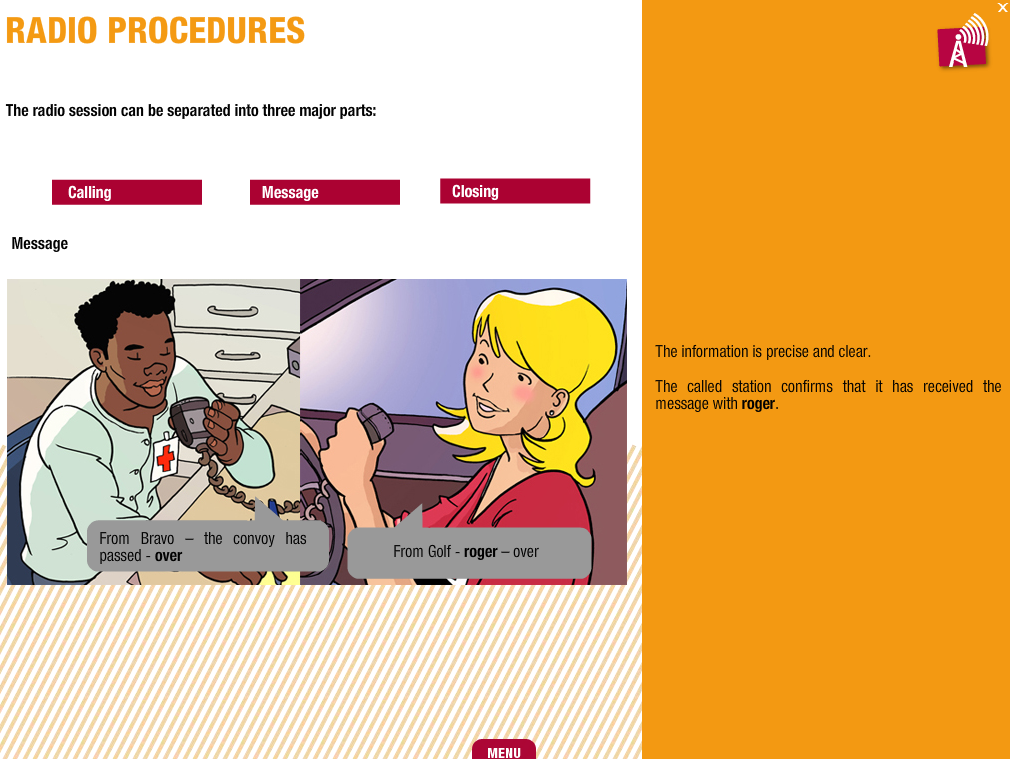 RADIO PROCEDURES
X
The radio session can be separated into three major parts:
Calling
Message
Closing
Message
From Bravo – the convoy has
passed - over
From Golf - roger – over
The information is precise and clear.
The called station confirms that it has received the
message with roger.
MENU